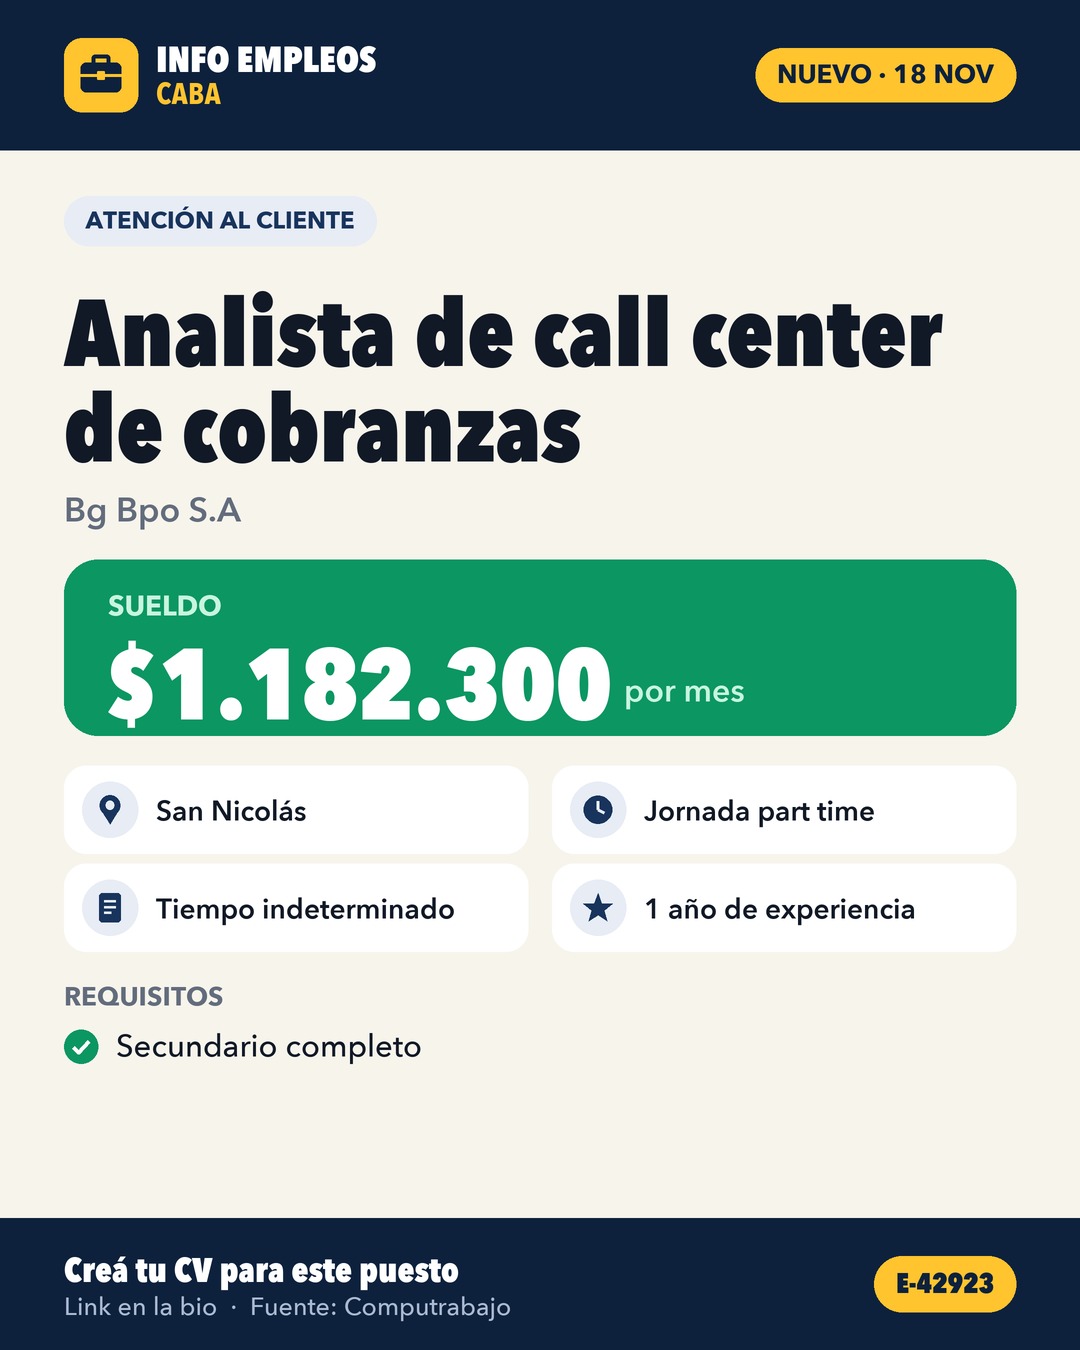 INFO EMPLEOS
CABA
NUEVO · 18 NOV
ATENCIÓN AL CLIENTE
Analista de call center
de cobranzas
Bg Bpo S.A
SUELDO
$1.182.300 por mes
San Nicolás
Jornada part time
Tiempo indeterminado
1 año de experiencia
REQUISITOS
Secundario completo
Creá tu CV para este puesto
Link en la bio · Fuente: Computrabajo
E-42923